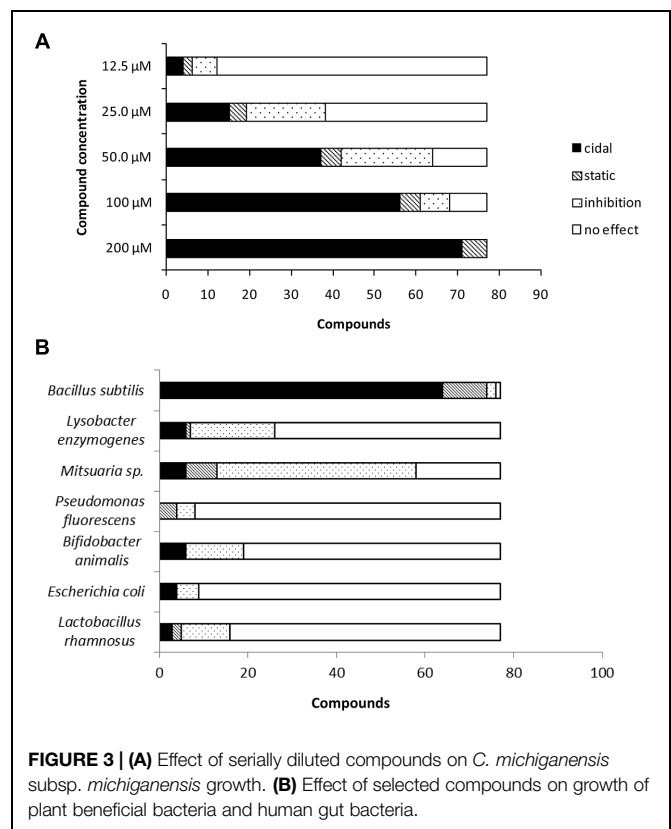 A
Compound concentration
12.5 µM
25.0 µM
50.0 µM
100 µM
200 µM
0 10 20 30 40 50 60 70 80 90
Compounds
cidal
static
inhibition
no effect
B
Bacillus subtilis
Lysobacter
enzymogenes
Mitsuaria sp.
Pseudomonas
fluorescens
Bifidobacter
animalis
Escherichia coli
Lactobacillus
rhamnosus
0 20 40 60 80 100
Compounds
FIGURE 3 | (A) Effect of serially diluted compounds on C. michiganensis
subsp. michiganensis growth. (B) Effect of selected compounds on growth of
plant beneficial bacteria and human gut bacteria.